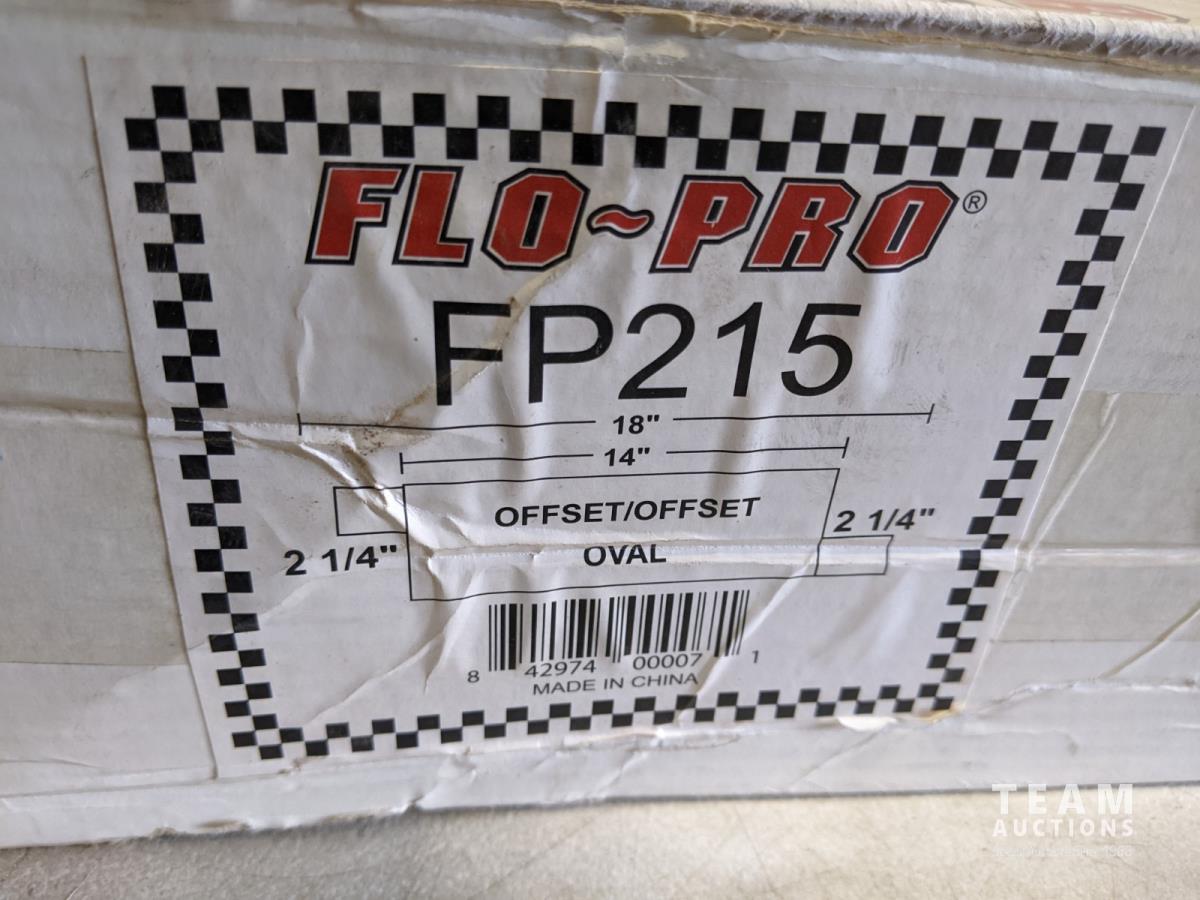 FLO~PRO®
FP215
18"
14"
OFFSET/OFFSET
2 1/4"
2 1/4"
OVAL
8 42974 00007 1
MADE IN CHINA
TEAM
AUCTIONS